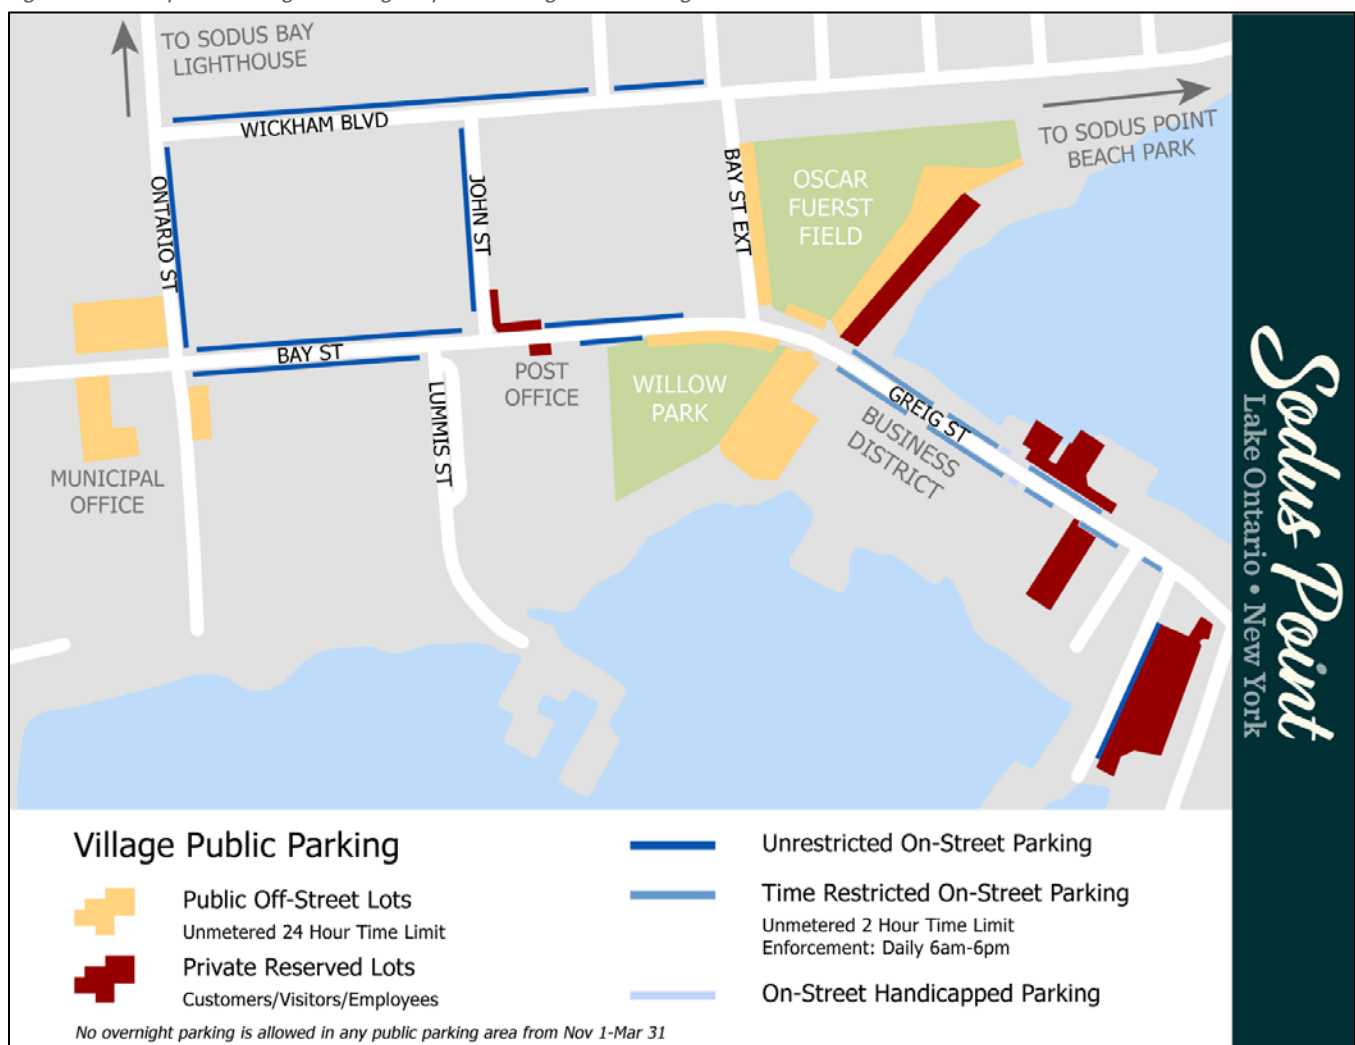 TO SODUS BAY
LIGHTHOUSE
WICKHAM BLVD
TO SODUS POINT
BEACH PARK
ONTARIO ST
JOHN ST
BAY ST EXT
OSCAR
FUERST
FIELD
BAY ST
POST
OFFICE
WILLOW
PARK
LUMMIS ST
GREIG ST
BUSINESS
DISTRICT
MUNICIPAL
OFFICE
Sodus Point
Lake Ontario • New York
Village Public Parking
Public Off-Street Lots
Unmetered 24 Hour Time Limit
Private Reserved Lots
Customers/Visitors/Employees
No overnight parking is allowed in any public parking area from Nov 1-Mar 31
Unrestricted On-Street Parking
Time Restricted On-Street Parking
Unmetered 2 Hour Time Limit
Enforcement: Daily 6am-6pm
On-Street Handicapped Parking